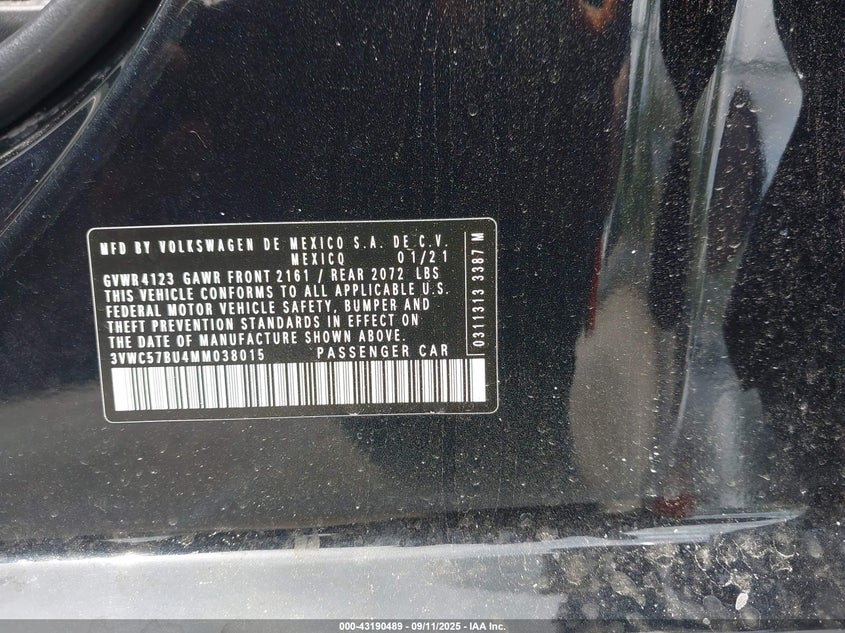 MFD BY VOLKSWAGEN DE MEXICO S.A. DE C.V.
MEXICO 01/21
GVWR4123 GAWR FRONT 2161 / REAR 2072 LBS
THIS VEHICLE CONFORMS TO ALL APPLICABLE U.S.
FEDERAL MOTOR VEHICLE SAFETY, BUMPER AND
THEFT PREVENTION STANDARDS IN EFFECT ON
THE DATE OF MANUFACTURE SHOWN ABOVE.
3VWC57BU4MM038015 PASSENGER CAR
0311313 3387 M
000-43190489 - 09/11/2025 - IAA Inc.